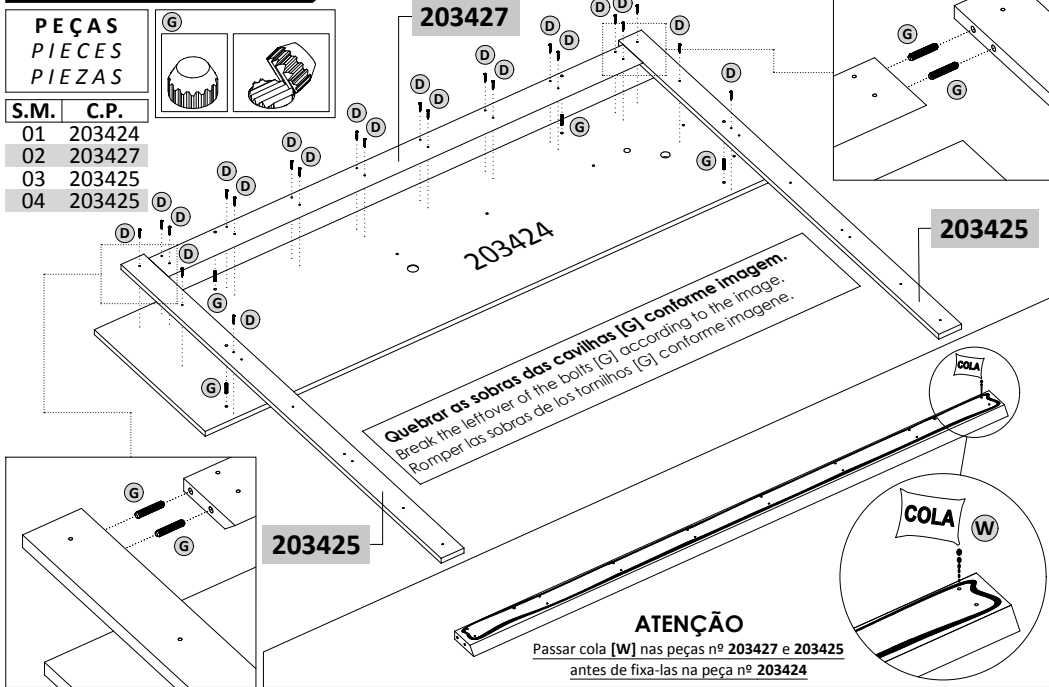 PEÇAS
PIECES
PIEZAS
S.M. C.P.
01 203424
02 203427
03 203425
04 203425
G
203427
D D
D
D D
D D
D D
D D
D D
D D
D D
D
D
D
D
G
G
G
G
203424
203425
G
G
Quebrar as sobras das cavilhas [G] conforme imagem.
Break the leftover of the bolts [G] according to the image.
Romper las sobras de los tornilhos [G] conforme imagene.
G
G
203425
COLA
COLA
W
ATENÇÃO
Passar cola [W] nas peças nº 203427 e 203425
antes de fixa-las na peça nº 203424